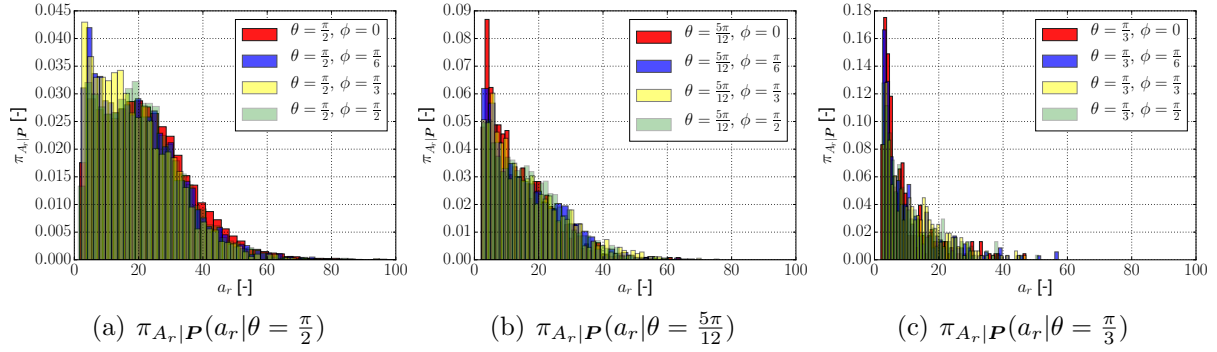 0.045
0.040
0.035
0.030
0.025
0.020
0.015
0.010
0.005
0.000
0 20 40 60 80 100
π_{A_r|P} [-]
a_r [-]
θ = π/2, φ = 0
θ = π/2, φ = π/6
θ = π/2, φ = π/3
θ = π/2, φ = π/2
(a) π_{A_r|P}(a_r|θ = π/2)
0.09
0.08
0.07
0.06
0.05
0.04
0.03
0.02
0.01
0.00
0 20 40 60 80 100
π_{A_r|P} [-]
a_r [-]
θ = 5π/12, φ = 0
θ = 5π/12, φ = π/6
θ = 5π/12, φ = π/3
θ = 5π/12, φ = π/2
(b) π_{A_r|P}(a_r|θ = 5π/12)
0.18
0.16
0.14
0.12
0.10
0.08
0.06
0.04
0.02
0.00
0 20 40 60 80 100
π_{A_r|P} [-]
a_r [-]
θ = π/3, φ = 0
θ = π/3, φ = π/6
θ = π/3, φ = π/3
θ = π/3, φ = π/2
(c) π_{A_r|P}(a_r|θ = π/3)